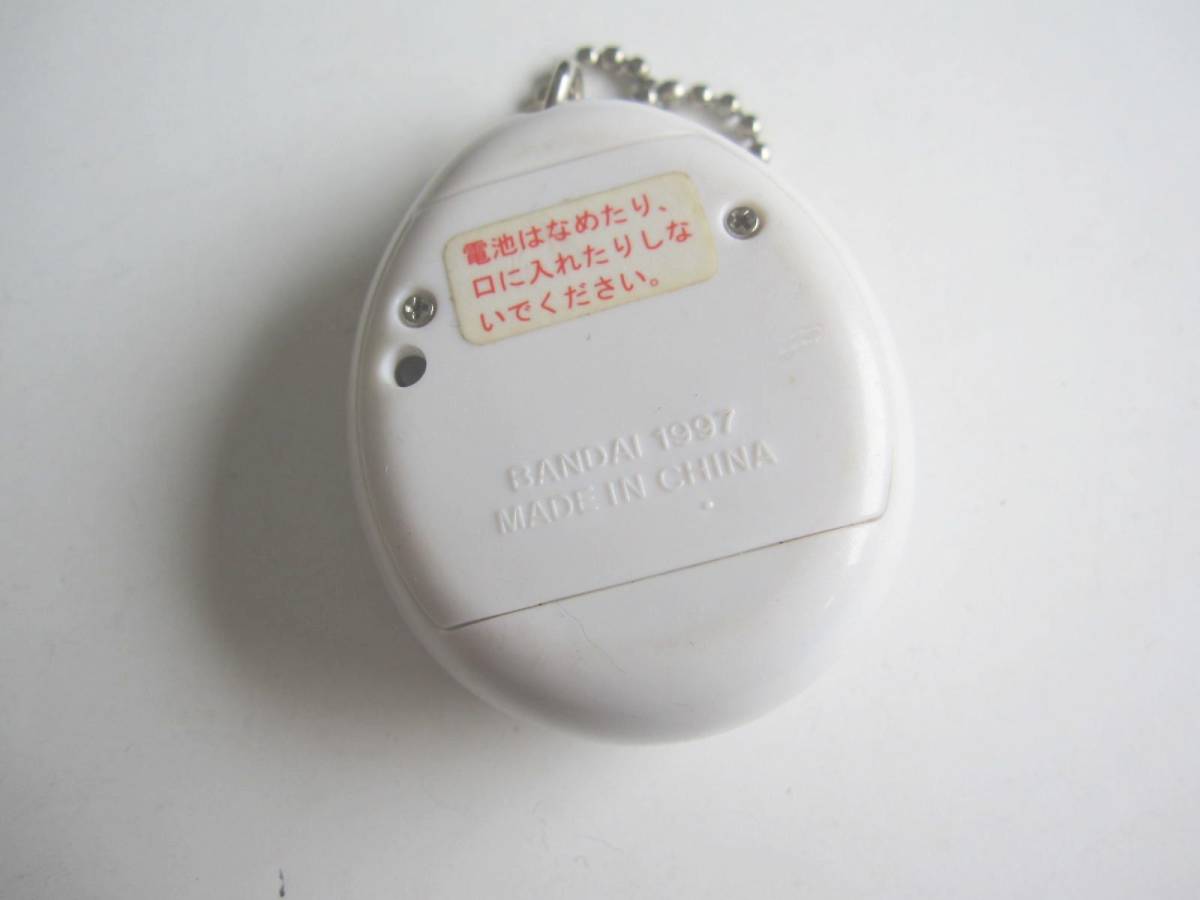 電池はなめたり、
口に入れたりしな
いでください。
BANDAI 1997
MADE IN CHINA